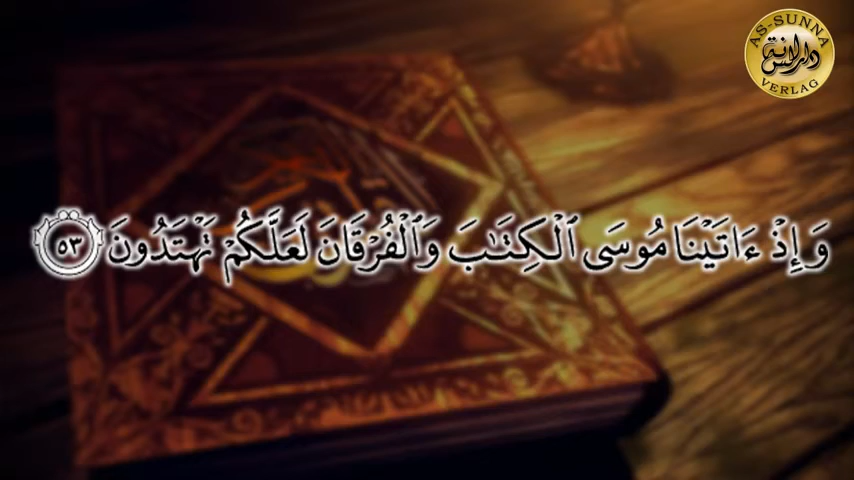 AS-SUNNA
VERLAG
وَإِذْ ءَاتَيْنَا مُوسَى ٱلْكِتَٰبَ وَٱلْفُرْقَانَ لَعَلَّكُمْ تَهْتَدُونَ ٥٣